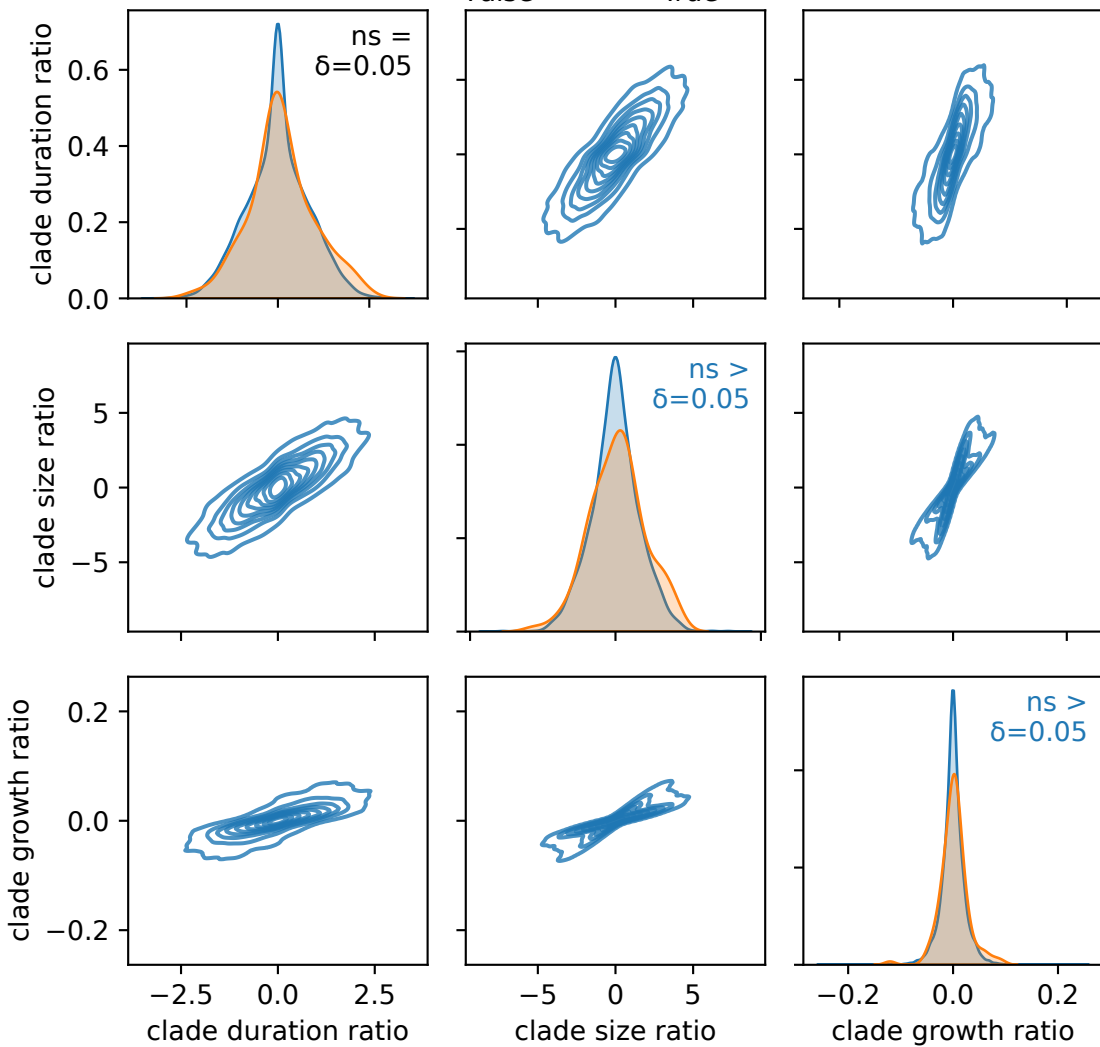 clade duration ratio
0.6
0.4
0.2
0.0
ns =
δ=0.05
clade size ratio
5
0
−5
ns >
δ=0.05
clade growth ratio
0.2
0.0
−0.2
ns >
δ=0.05
−2.5 0.0 2.5
−5 0 5
−0.2 0.0 0.2
clade duration ratio
clade size ratio
clade growth ratio